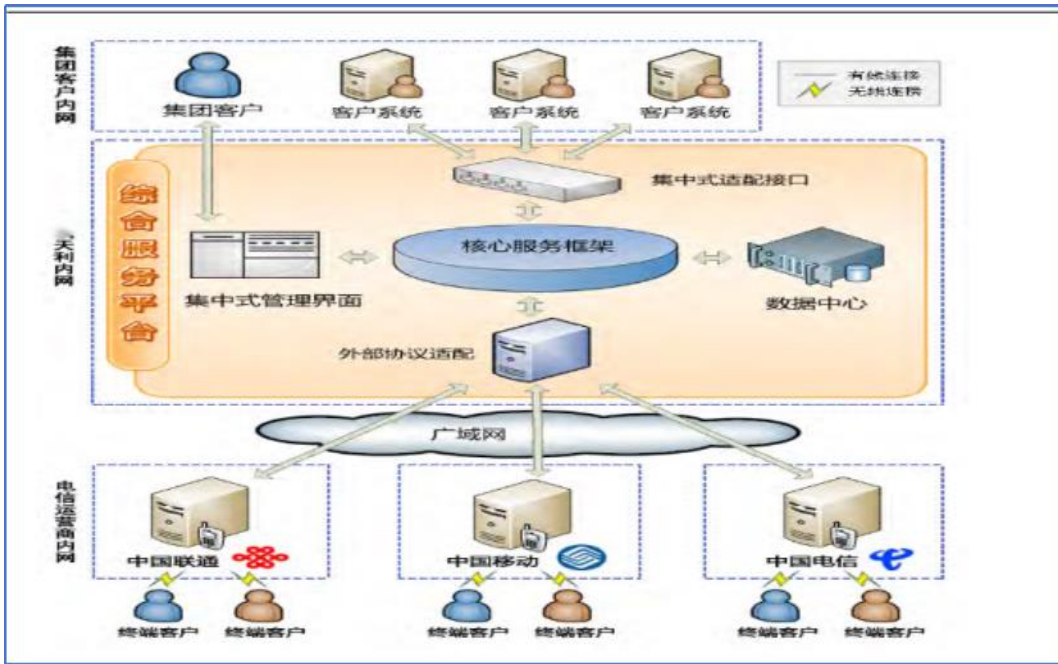 集团客户内网
集团客户
客户系统
客户系统
客户系统
有线连接
无线连接
综合服务平台
天利内网
集中式适配接口
核心服务框架
集中式管理界面
数据中心
外部协议适配
广域网
电信运营商内网
中国联通
中国移动
中国电信
终端客户
终端客户
终端客户
终端客户
终端客户
终端客户